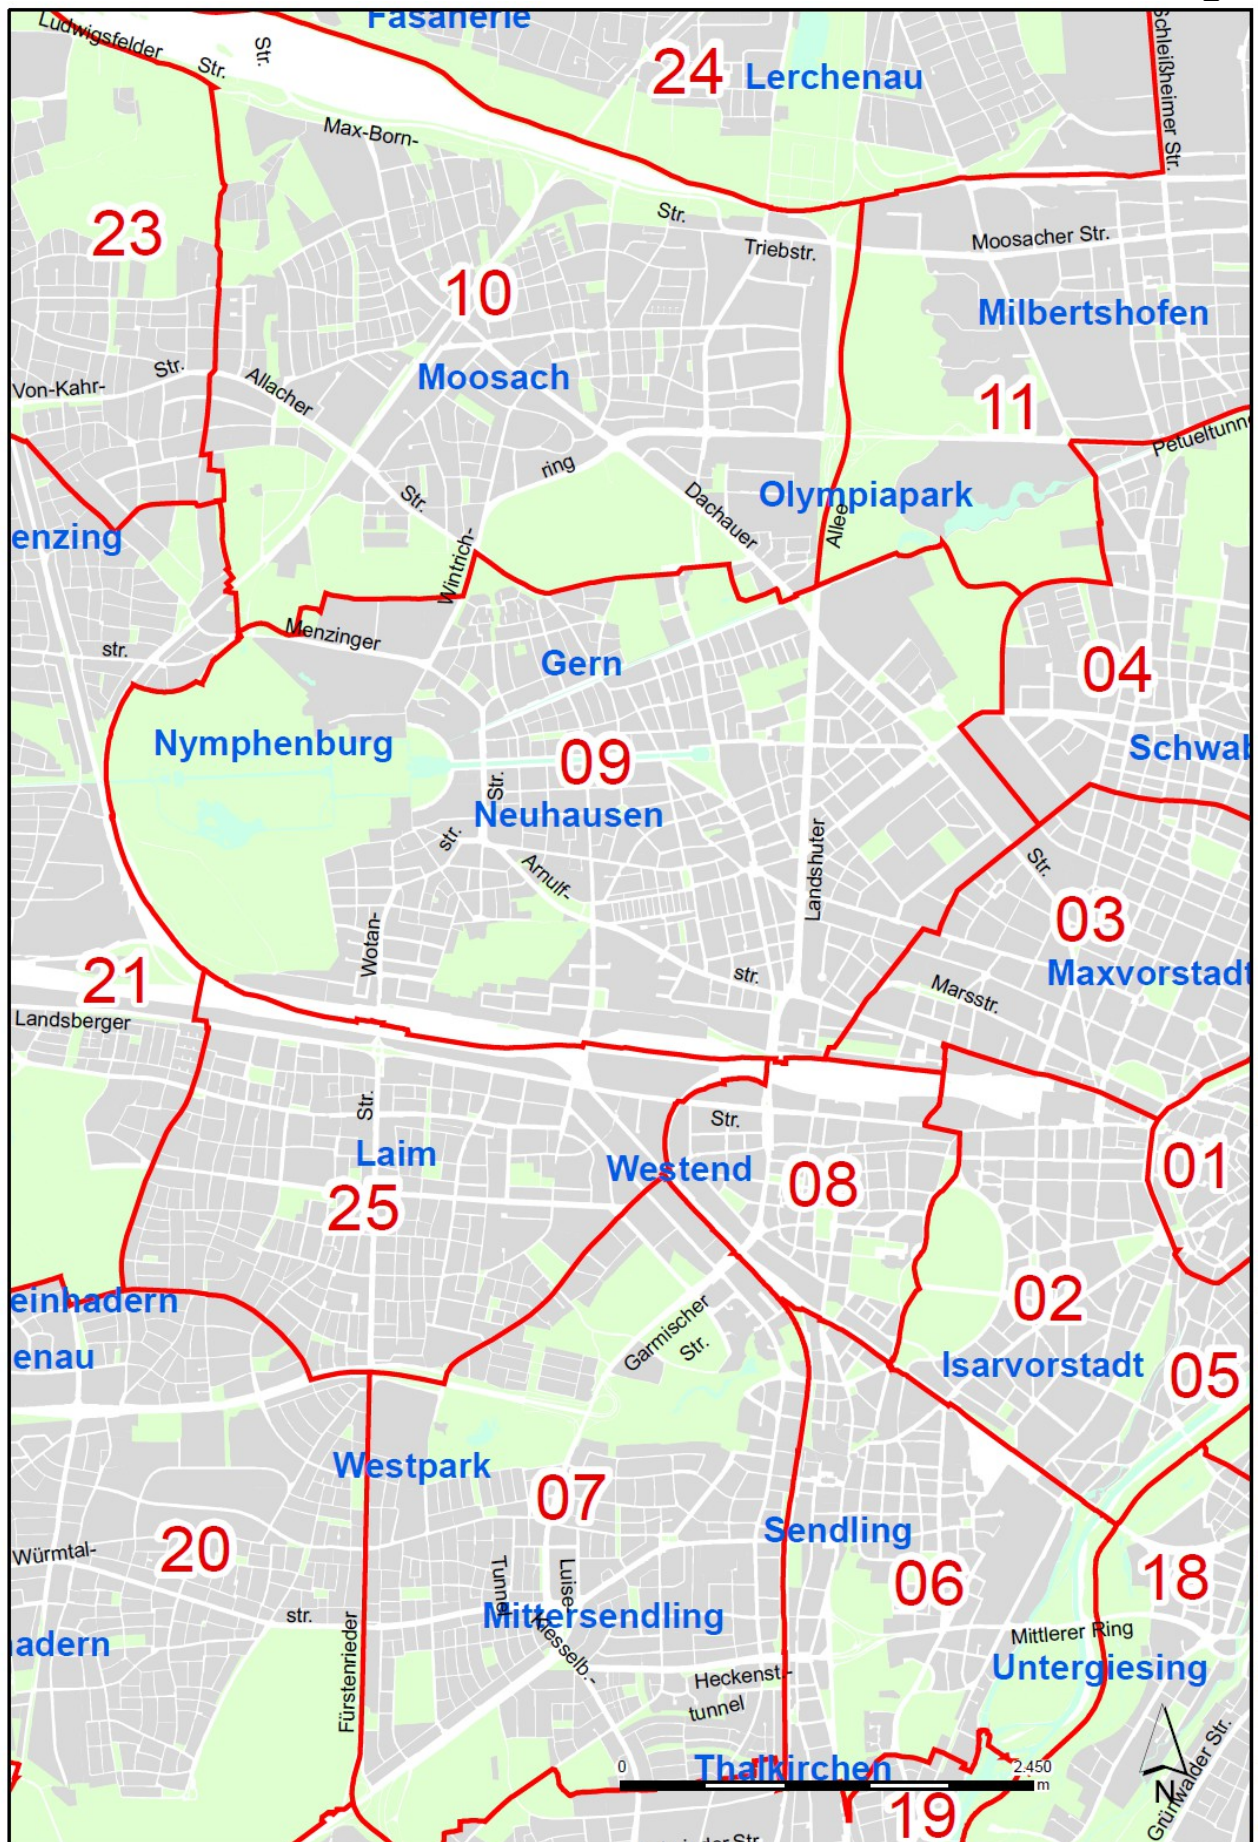 Fasanerie
Ludwigsfelder
Str.
Str.
24
Lerchenau
Schleißheimer Str.
Max-Born-
Str.
23
Triebstr.
Moosacher Str.
10
Milbertshofen
Von-Kahr-
Str.
Allacher
Moosach
11
Petueltunne
ring
Str.
Dachauer
Olympiapark
Allee
enzing
Wintrich-
Menzinger
str.
Gern
04
Nymphenburg
09
Schwab
Str.
Neuhausen
str.
Arnulf-
Landshuter
Str.
03
Wotan-
21
str.
Maxvorstadt
Marsstr.
Landsberger
Str.
Str.
Laim
Westend
08
01
25
02
einhadern
enau
Garmischer
Str.
Isarvorstadt
05
Westpark
07
Sendling
20
Würmtal-
Tunnel
Luise
06
18
str.
Mittersendling
Kiesselb.-
Mittlerer Ring
adern
Fürstenrieder
Heckenst.-
tunnel
Untergiesing
Thalkirchen
0
2.450
m
N
Grünwalder Str.
19